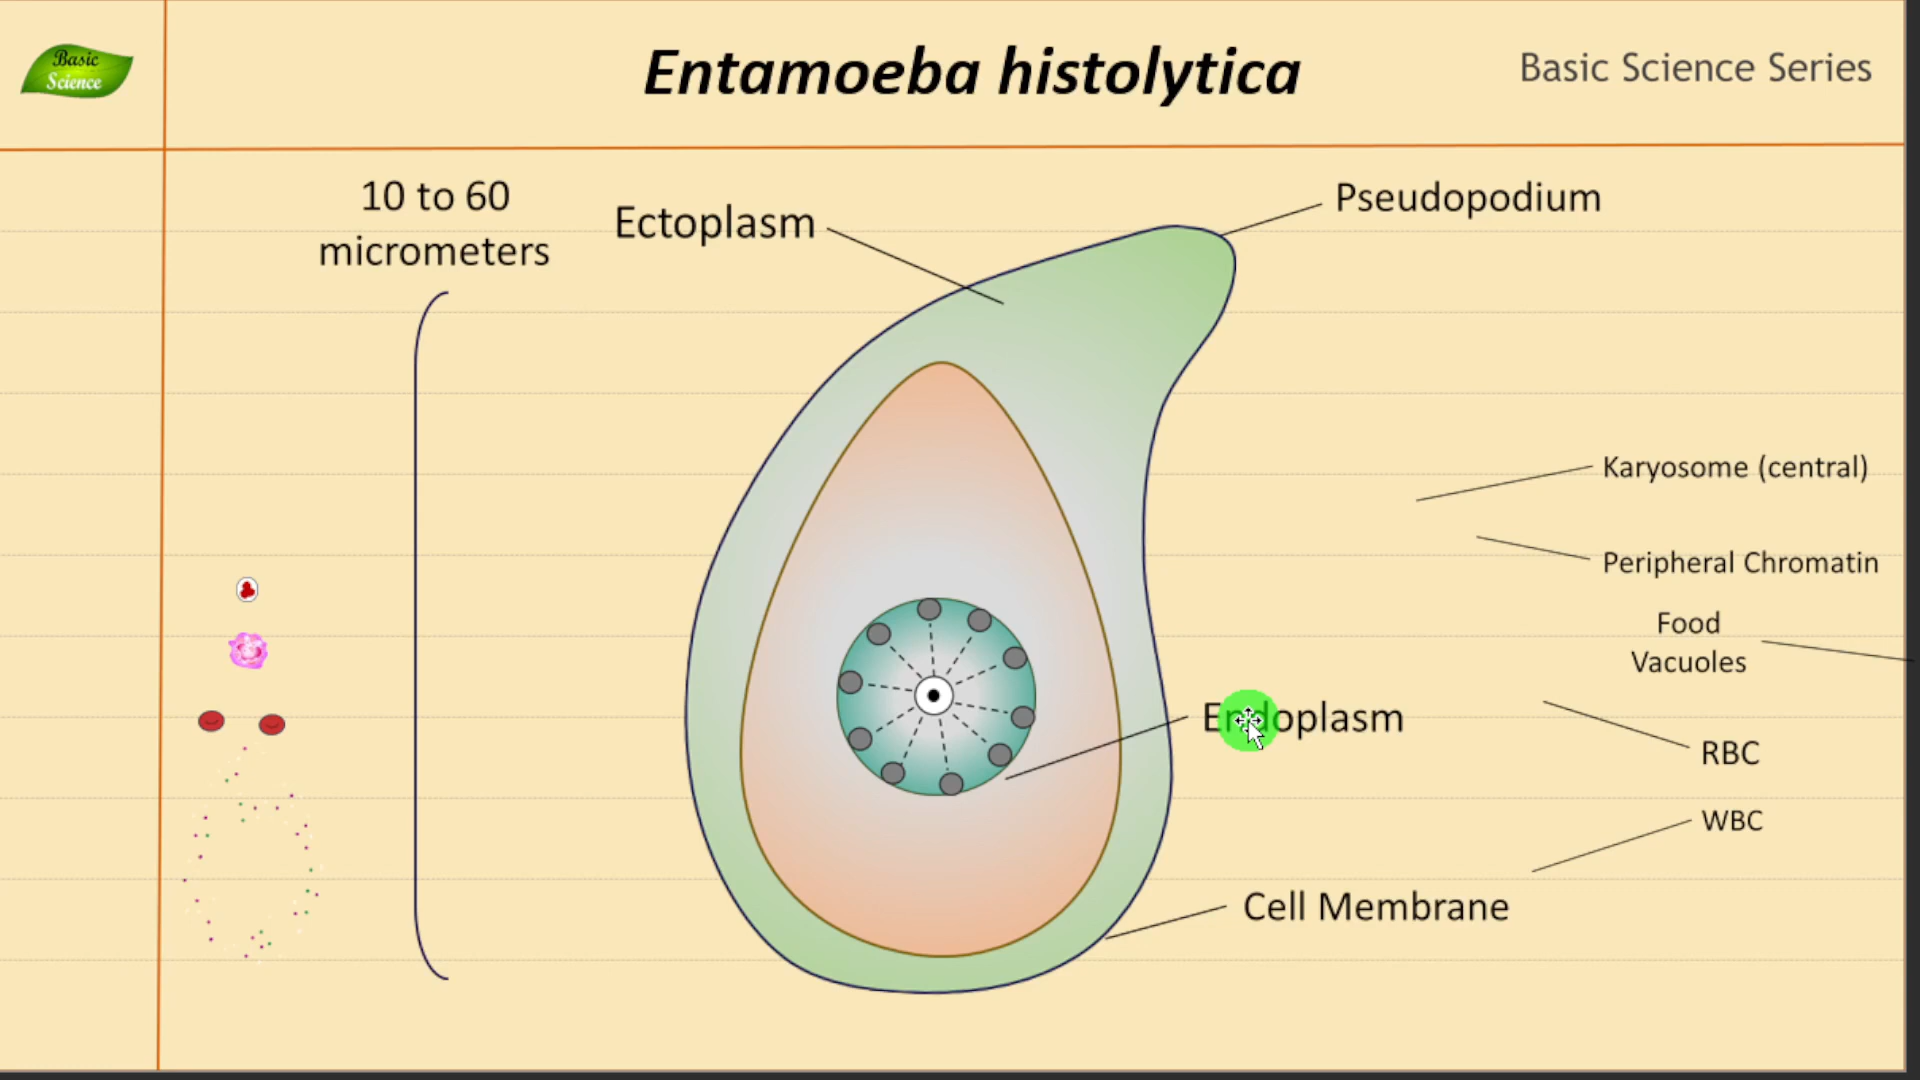 Basic
Science
Entamoeba histolytica
Basic Science Series
10 to 60
micrometers
Ectoplasm
Pseudopodium
Karyosome (central)
Peripheral Chromatin
Food
Vacuoles
Endoplasm
RBC
WBC
Cell Membrane